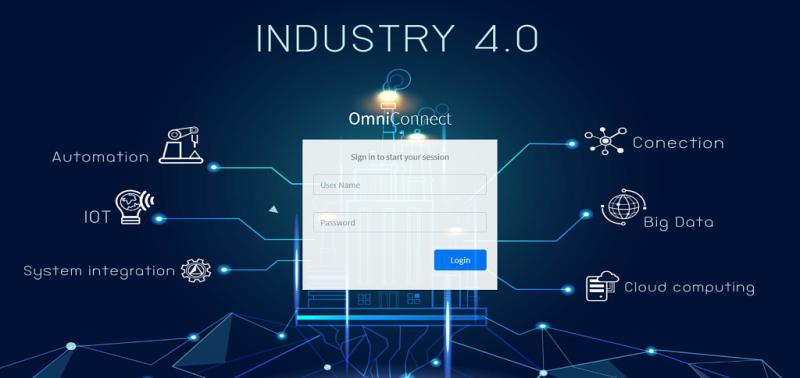 INDUSTRY 4.0
OmniConnect
Sign in to start your session
User Name
Password
Login
Automation
IOT
System integration
Conection
Big Data
Cloud computing